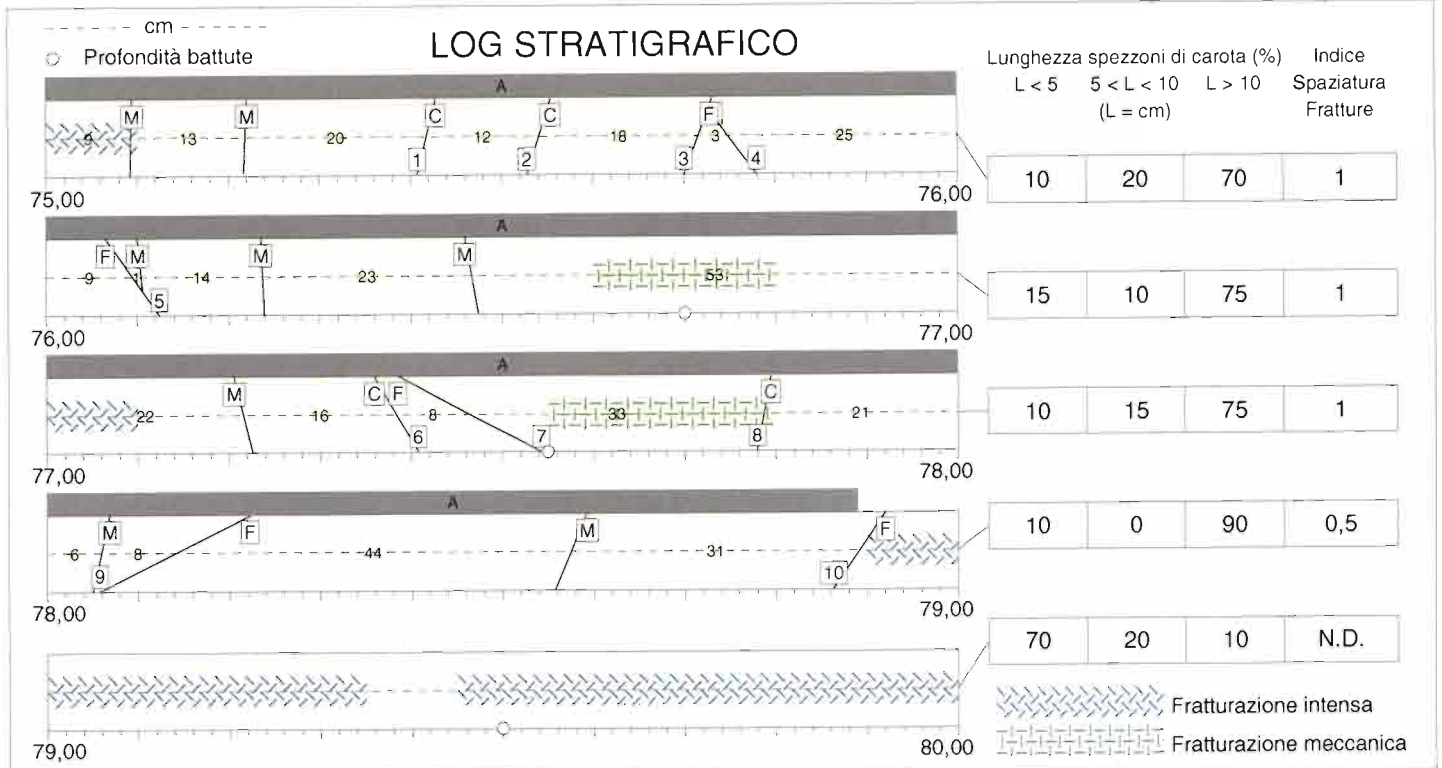 cm
Profondità battute
LOG STRATIGRAFICO
Lunghezza spezzoni di carota (%) Indice
L < 5 5 < L < 10 L > 10 Spaziatura
(L = cm) Fratture
A
M M C C F
9 13 20 12 18 3 25
1 2 3 4
75,00 76,00
10 20 70 1
A
F M M M
9 1 14 23 53
5
76,00 77,00
15 10 75 1
A
M C F C
22 16 8 33 21
6 7 8
77,00 78,00
10 15 75 1
A
M F M F
6 8 44 31
9 10
78,00 79,00
10 0 90 0,5
70 20 10 N.D.
79,00 80,00
Fratturazione intensa
Fratturazione meccanica